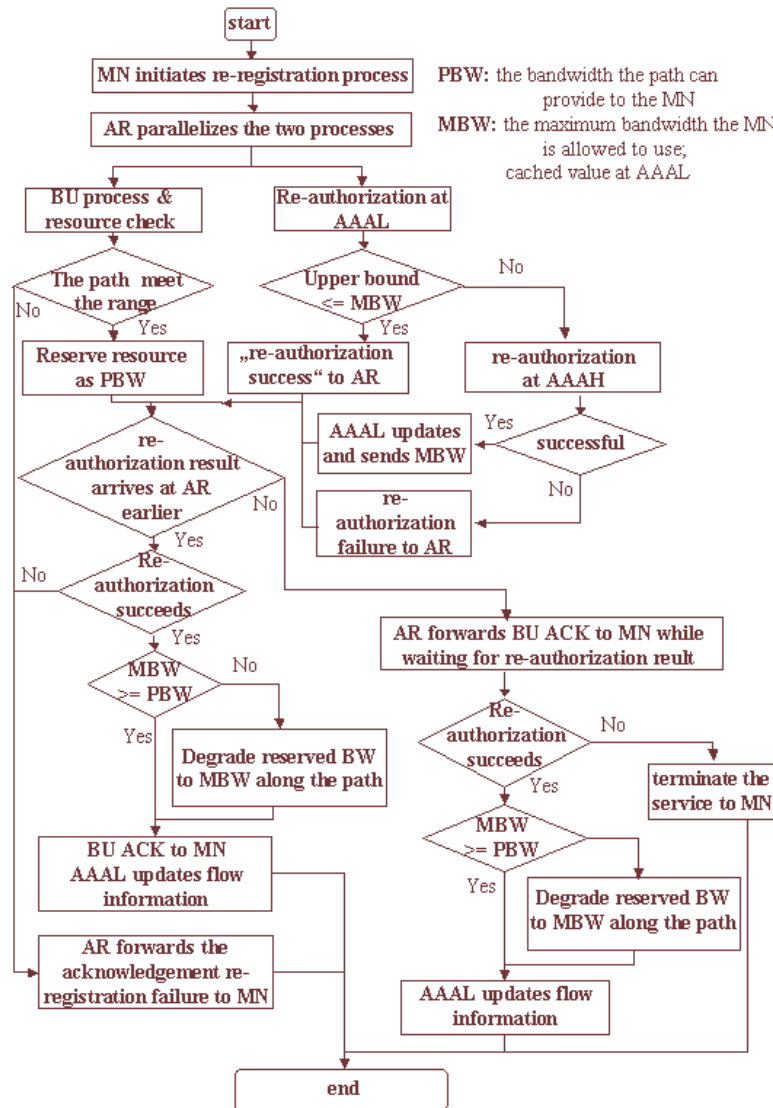 start
MN initiates re-registration process
PBW: the bandwidth the path can
provide to the MN
MBW: the maximum bandwidth the MN
is allowed to use;
cached value at AAAL
AR parallelizes the two processes
BU process &
resource check
Re-authorization at
AAAL
The path meet
the range
No
Yes
Upper bound
<= MBW
No
Yes
Reserve resource
as PBW
„re-authorization
success“ to AR
re-authorization
at AAAH
successful
Yes
No
AAAL updates
and sends MBW
re-
authorization
failure to AR
re-
authorization result
arrives at AR
earlier
No
Yes
Re-
authorization
succeeds
No
Yes
MBW
>= PBW
No
Yes
Degrade reserved BW
to MBW along the path
BU ACK to MN
AAAL updates flow
information
AR forwards the
acknowledgement re-
registration failure to MN
AR forwards BU ACK to MN while
waiting for re-authorization reult
Re-
authorization
succeeds
No
Yes
terminate the
service to MN
MBW
>= PBW
Yes
Degrade reserved BW
to MBW along the path
AAAL updates flow
information
end